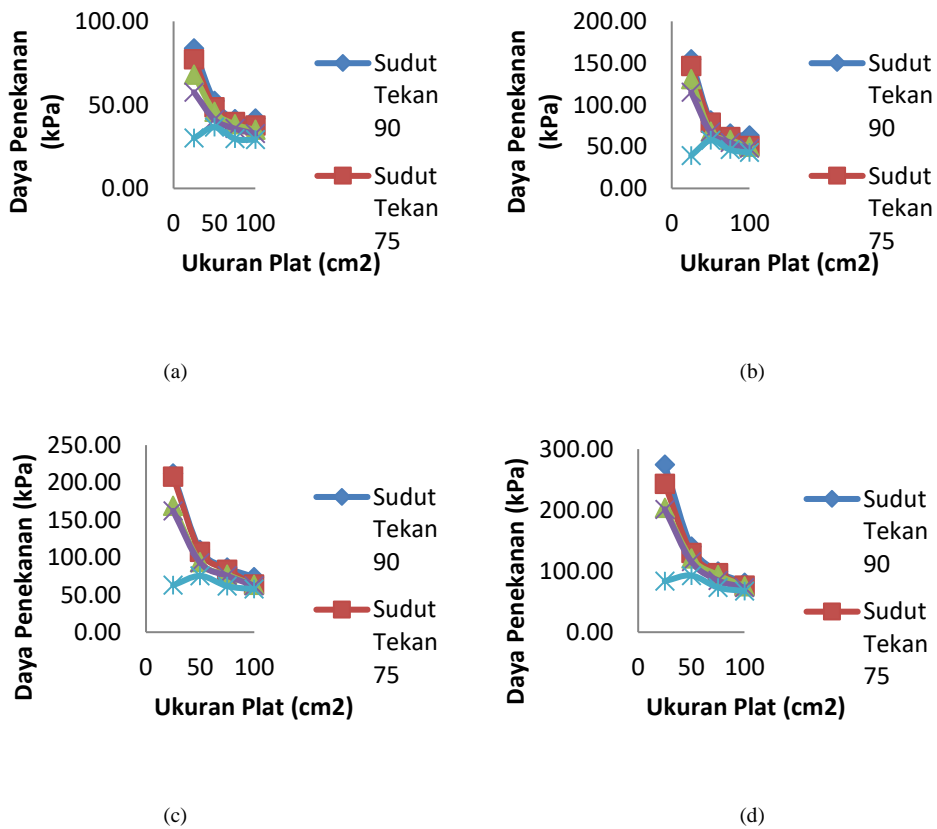 100.00
50.00
0.00
0 50 100
Daya Penekanan
(kPa)
Ukuran Plat (cm2)
Sudut
Tekan
90
Sudut
Tekan
75
(a)
200.00
150.00
100.00
50.00
0.00
0 100
Daya Penekanan
(kPa)
Ukuran Plat (cm2)
Sudut
Tekan
90
Sudut
Tekan
75
(b)
250.00
200.00
150.00
100.00
50.00
0.00
0 50 100
Daya Penekanan (kPa)
Ukuran Plat (cm2)
Sudut
Tekan
90
Sudut
Tekan
75
(c)
300.00
200.00
100.00
0.00
0 50 100
Daya Penekanan (kPa)
Ukuran Plat (cm2)
Sudut
Tekan
90
Sudut
Tekan
75
(d)